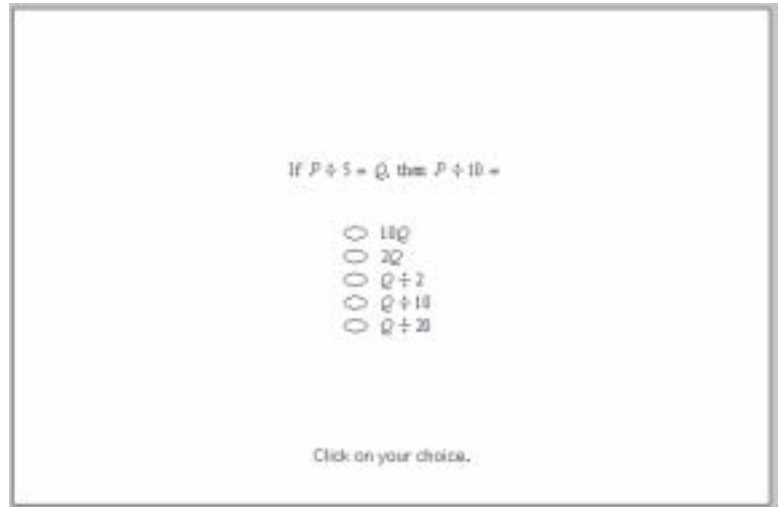 If P ÷ 5 = Q, then P ÷ 10 =
10Q
2Q
Q ÷ 2
Q ÷ 10
Q ÷ 20
Click on your choice.